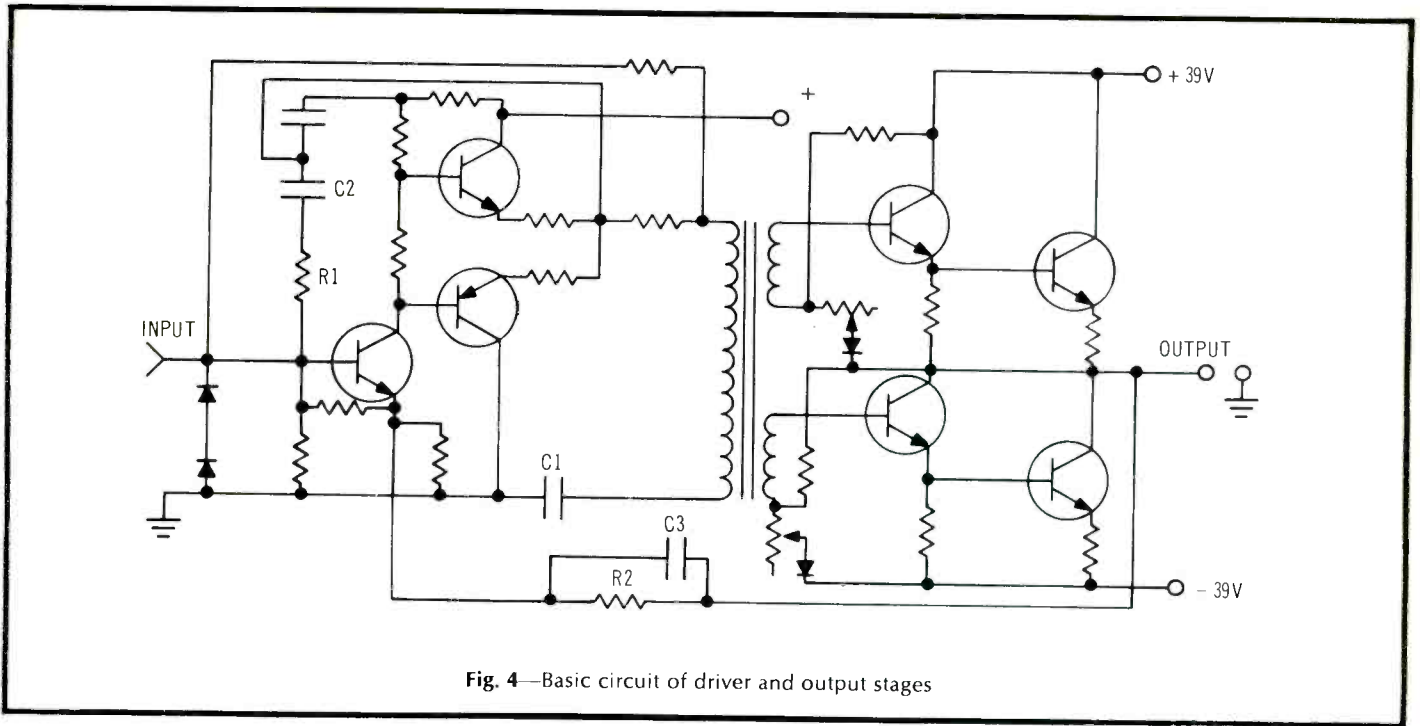 + 39V
+
C2
R1
INPUT
OUTPUT
C1
C3
R2
- 39V
Fig. 4—Basic circuit of driver and output stages